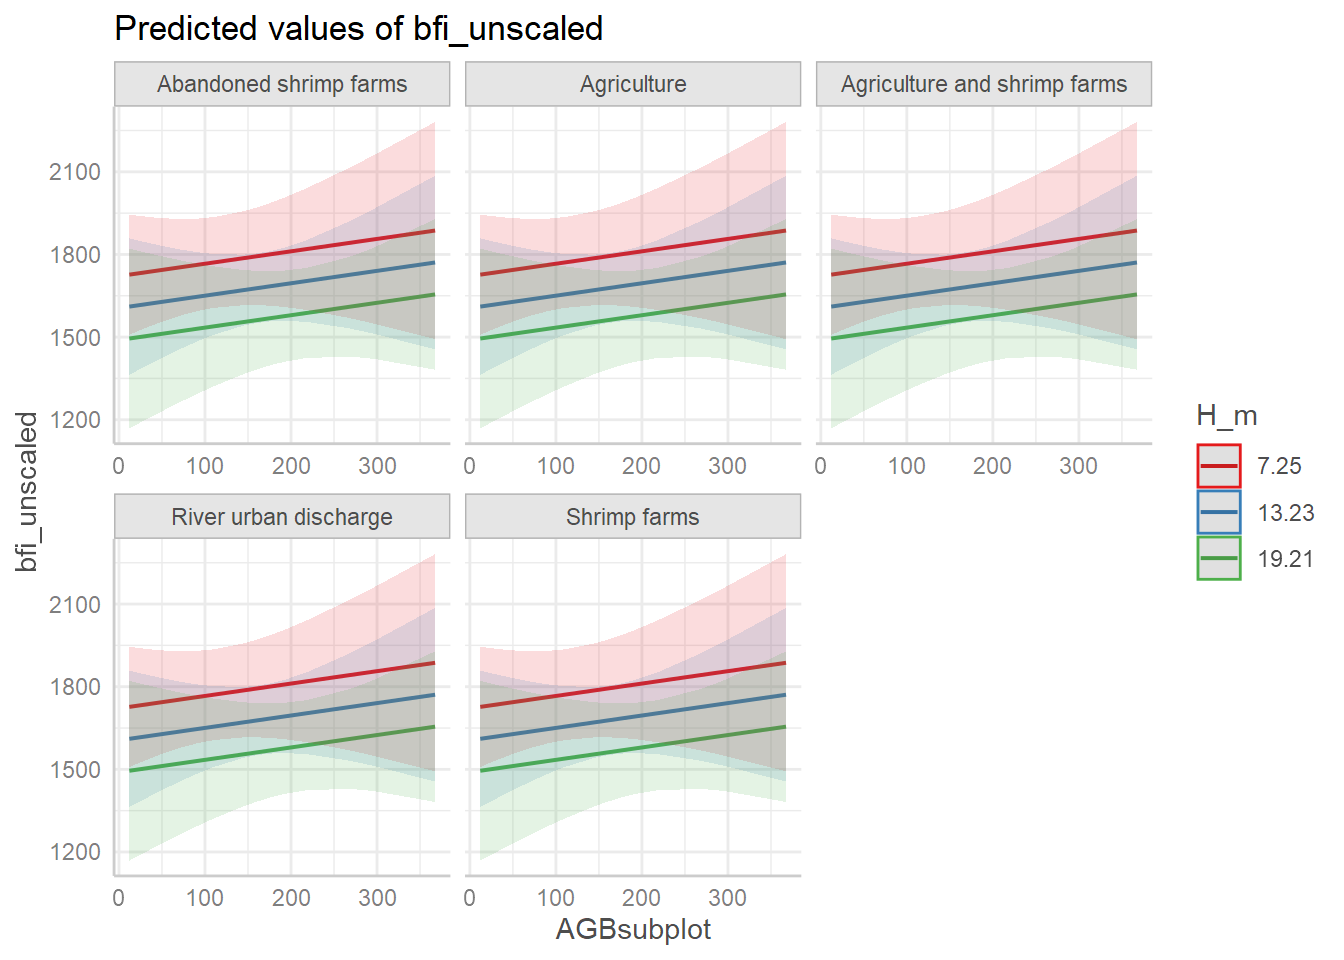 Predicted values of bfi_unscaled
Abandoned shrimp farms
Agriculture
Agriculture and shrimp farms
2100
1800
1500
1200
0 100 200 300
0 100 200 300
0 100 200 300
River urban discharge
Shrimp farms
2100
1800
1500
1200
0 100 200 300
0 100 200 300
AGBsubplot
bfi_unscaled
H_m
7.25
13.23
19.21